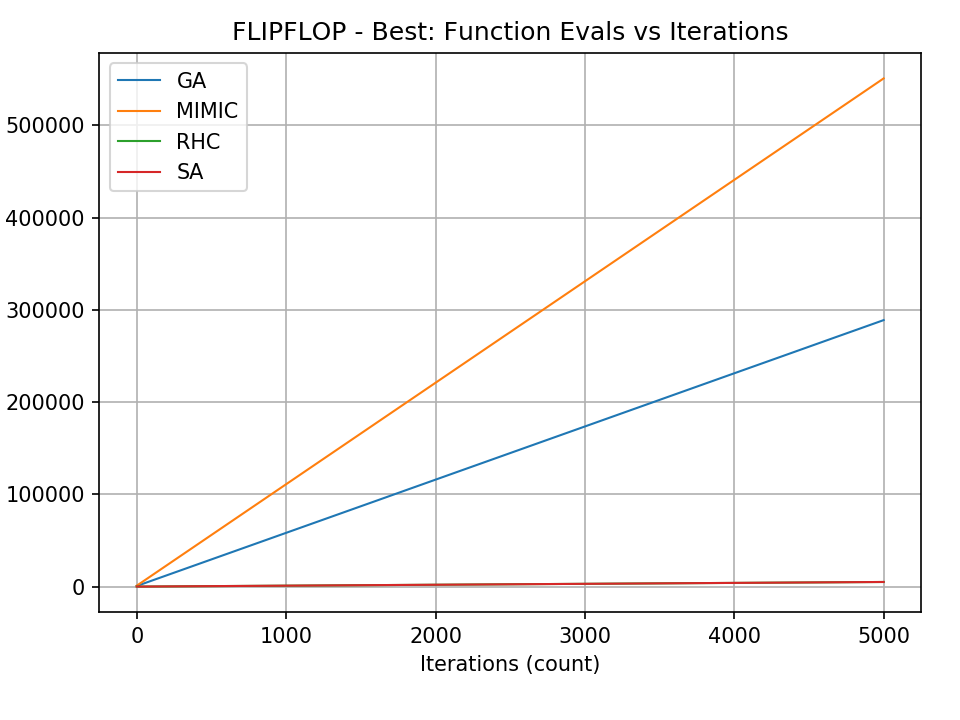 FLIPFLOP - Best: Function Evals vs Iterations
GA
MIMIC
RHC
SA
500000
400000
300000
200000
100000
0
0 1000 2000 3000 4000 5000
Iterations (count)